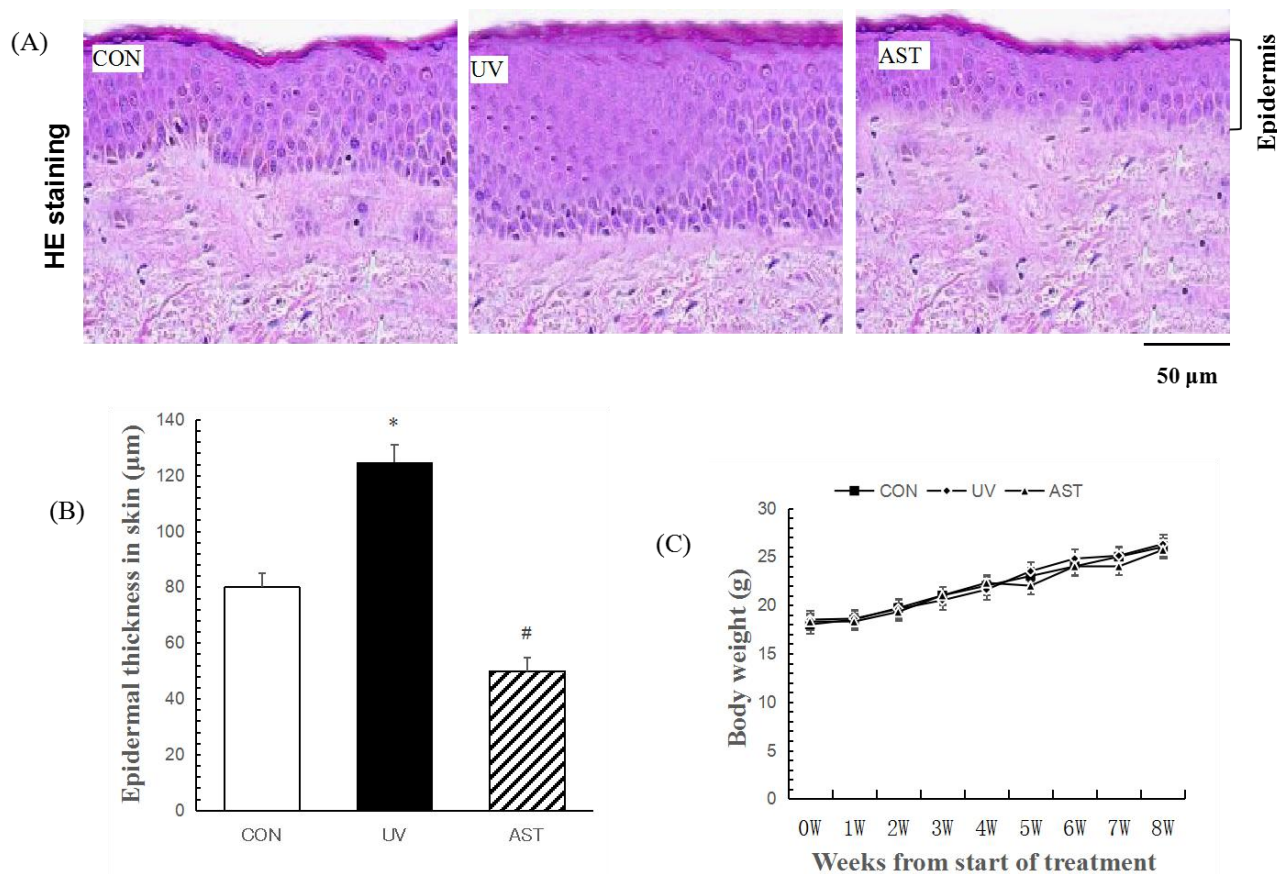 (A)
CON
UV
AST
Epidermis
HE staining
50 µm
(B)
Epidermal thickness in skin (µm)
140
120
100
80
60
40
20
0
*
#
CON UV AST
(C)
CON UV AST
Body weight (g)
30
25
20
15
10
5
0
0W 1W 2W 3W 4W 5W 6W 7W 8W
Weeks from start of treatment